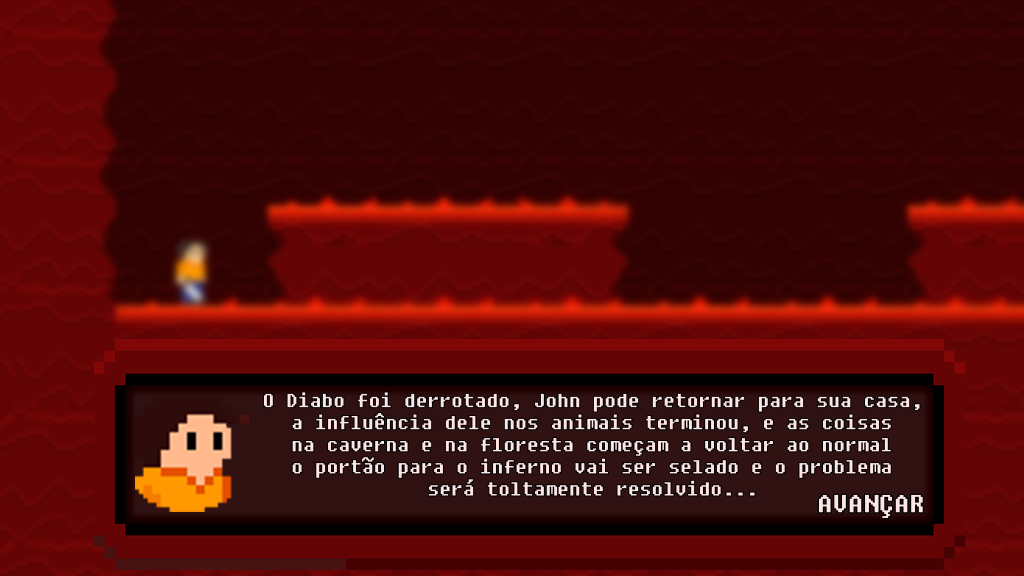 O Diabo foi derrotado, John pode retornar para sua casa,
a influência dele nos animais terminou, e as coisas
na caverna e na floresta começam a voltar ao normal
o portão para o inferno vai ser selado e o problema
será toltamente resolvido...
AVANÇAR